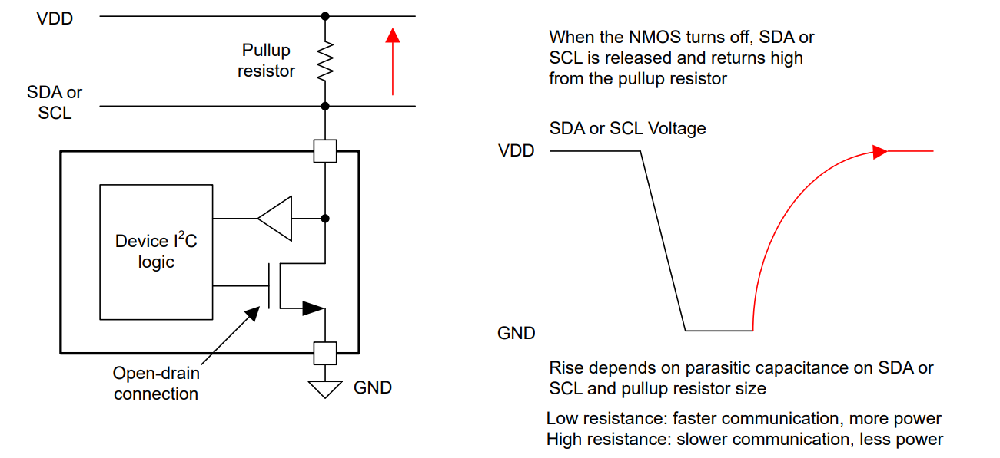 VDD
Pullup
resistor
SDA or
SCL
Device I²C
logic
Open-drain
connection
GND
When the NMOS turns off, SDA or
SCL is released and returns high
from the pullup resistor
SDA or SCL Voltage
VDD
GND
Rise depends on parasitic capacitance on SDA or
SCL and pullup resistor size
Low resistance: faster communication, more power
High resistance: slower communication, less power